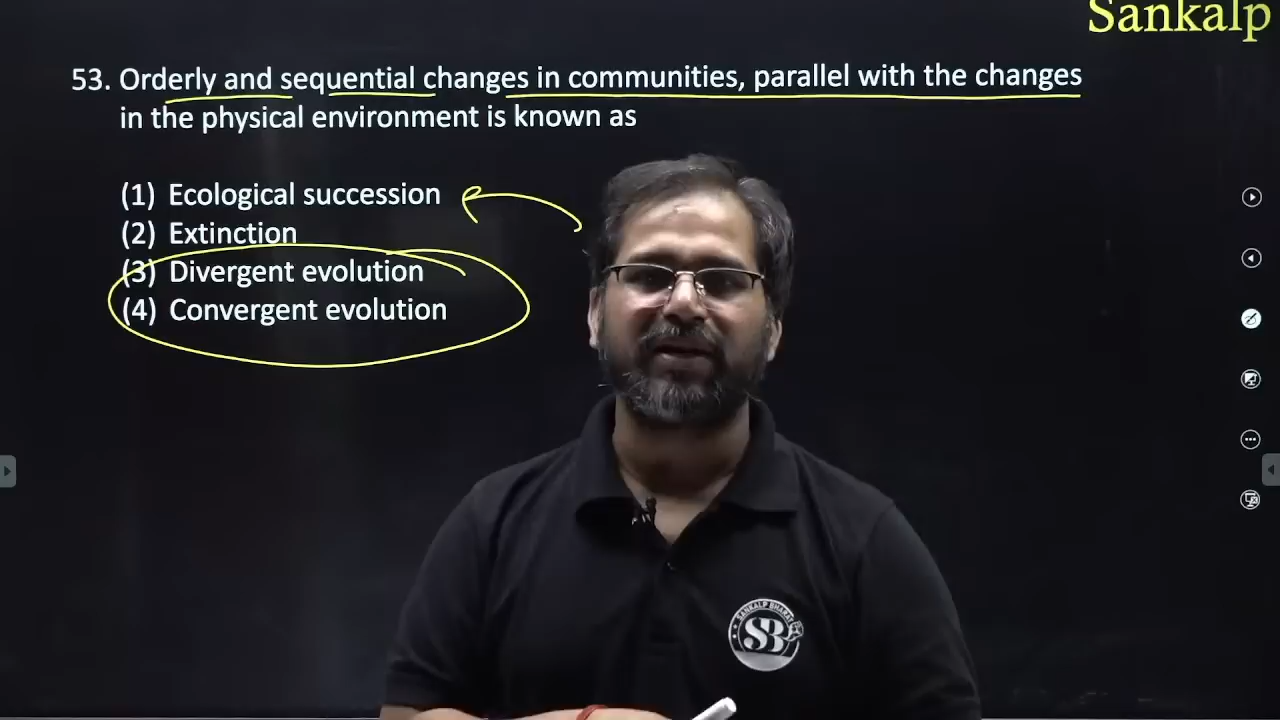 Sankalp
53. Orderly and sequential changes in communities, parallel with the changes
in the physical environment is known as
(1) Ecological succession
(2) Extinction
(3) Divergent evolution
(4) Convergent evolution
SANKALP BHARAT
SB